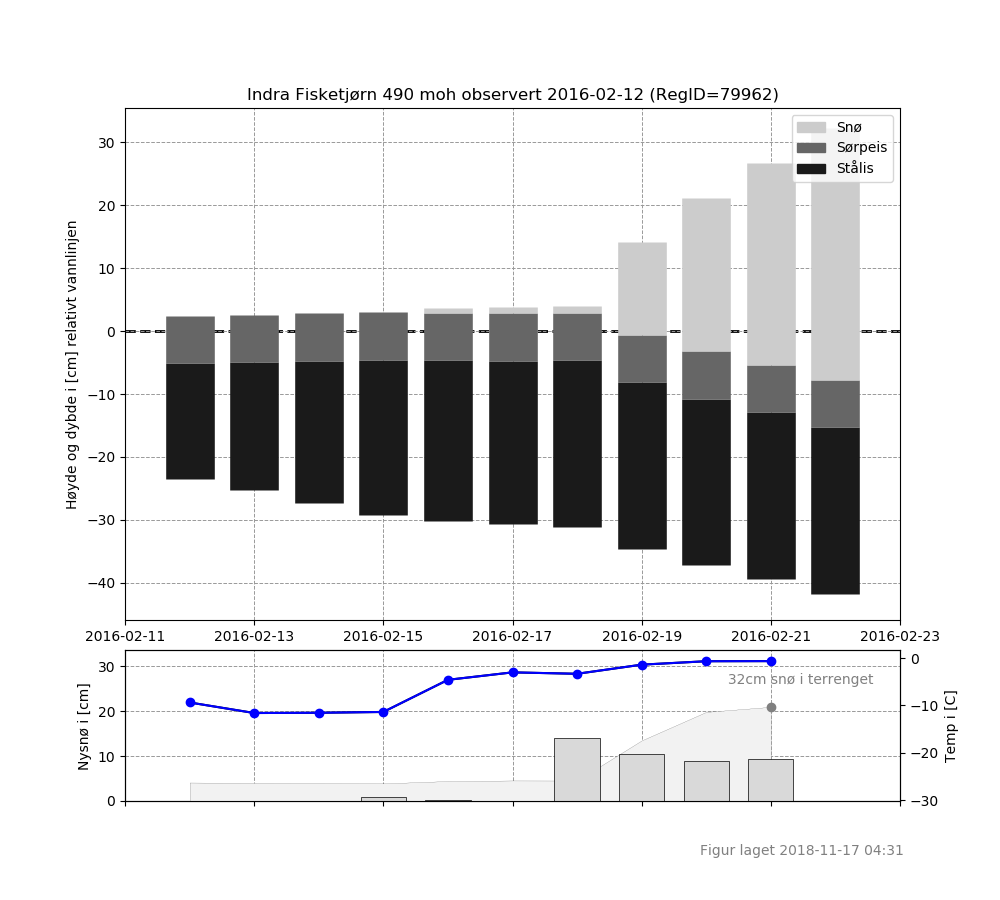 Indra Fisketjørn 490 moh observert 2016-02-12 (RegID=79962)
Høyde og dybde i [cm] relativt vannlinjen
30
20
10
0
−10
−20
−30
−40
Snø
Sørpeis
Stålis
2016-02-11 2016-02-13 2016-02-15 2016-02-17 2016-02-19 2016-02-21 2016-02-23
Nysnø i [cm]
30
20
10
0
32cm snø i terrenget
0
−10
−20
−30
Temp i [C]
Figur laget 2018-11-17 04:31